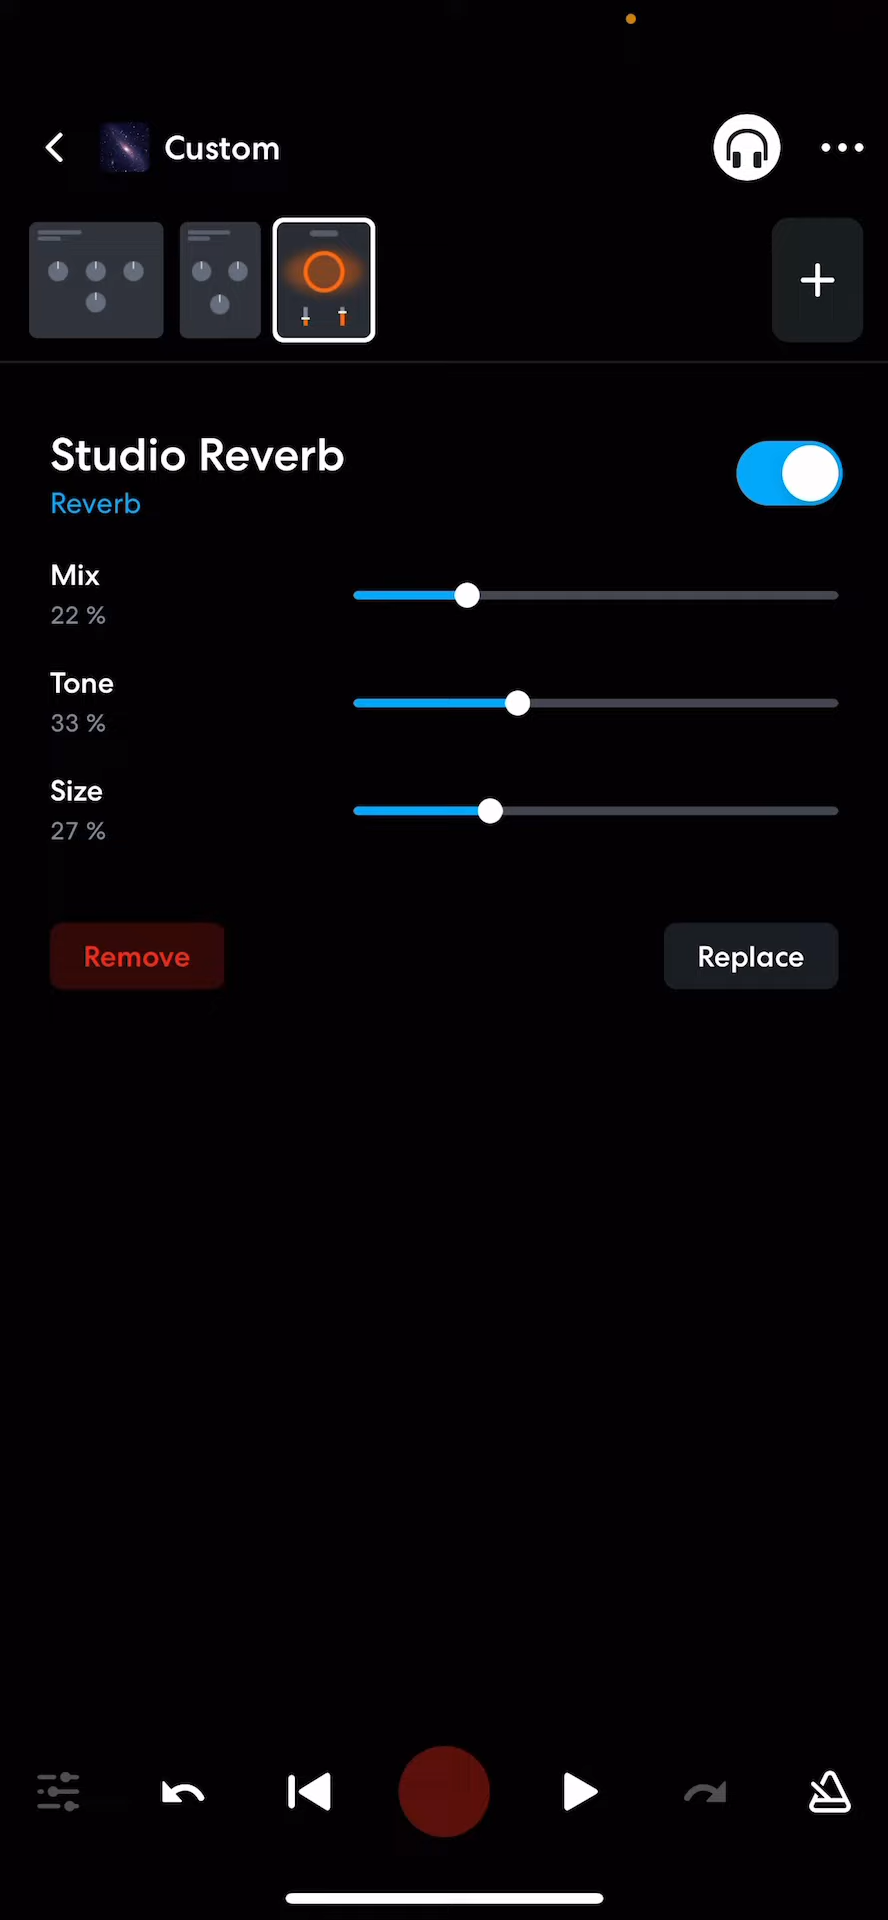 Custom
Studio Reverb
Reverb
Mix
22 %
Tone
33 %
Size
27 %
Remove
Replace